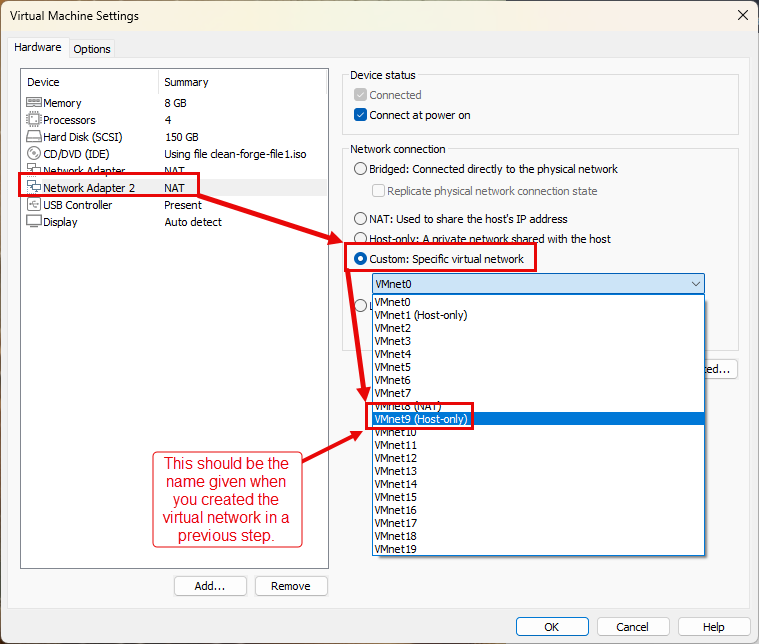 Virtual Machine Settings
Hardware
Options
Device
Summary
Memory
8 GB
Processors
4
Hard Disk (SCSI)
150 GB
CD/DVD (IDE)
Using file clean-forge-file1.iso
Network Adapter
NAT
Network Adapter 2
NAT
USB Controller
Present
Display
Auto detect
Add...
Remove
Device status
Connected
Connect at power on
Network connection
Bridged: Connected directly to the physical network
Replicate physical network connection state
NAT: Used to share the host's IP address
Host-only: A private network shared with the host
Custom: Specific virtual network
VMnet0
VMnet0
VMnet1 (Host-only)
VMnet2
VMnet3
VMnet4
VMnet5
VMnet6
VMnet7
VMnet8 (NAT)
VMnet9 (Host-only)
VMnet10
VMnet11
VMnet12
VMnet13
VMnet14
VMnet15
VMnet16
VMnet17
VMnet18
VMnet19
This should be the
name given when
you created the
virtual network in a
previous step.
OK
Cancel
Help